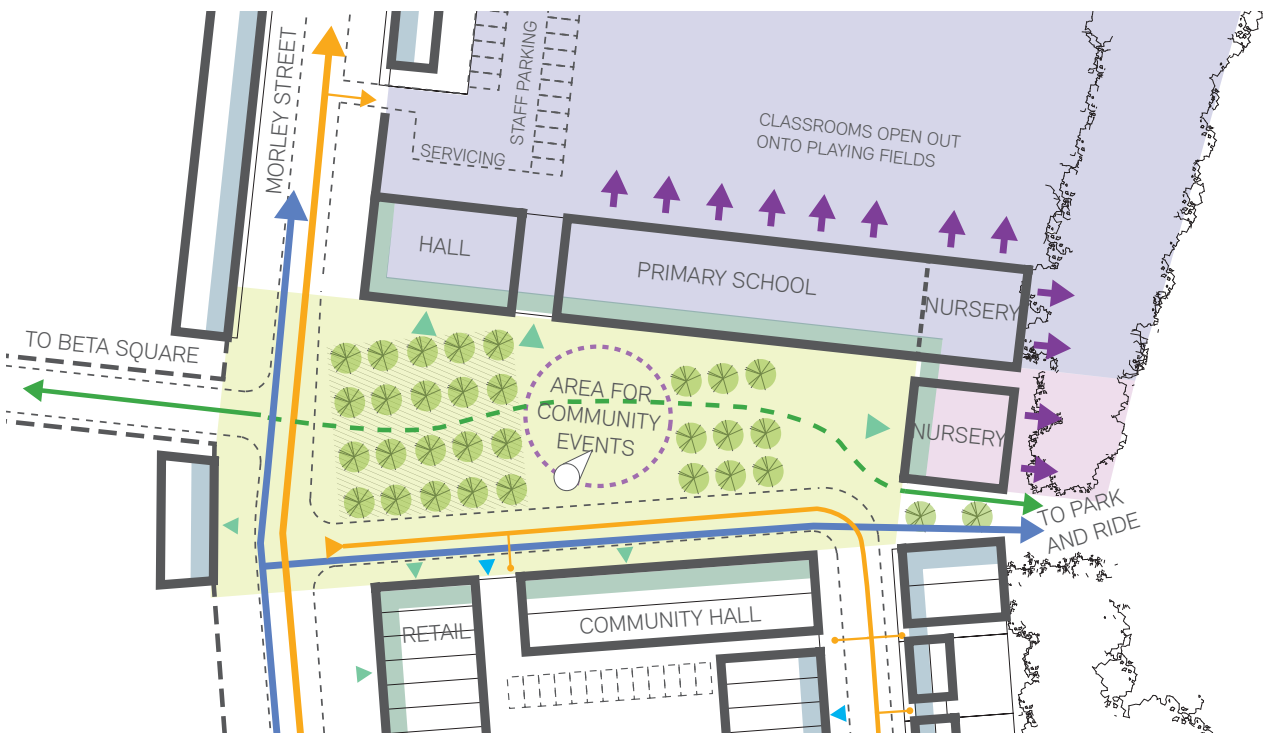 MORLEY STREET
STAFF PARKING
SERVICING
CLASSROOMS OPEN OUT
ONTO PLAYING FIELDS
HALL
PRIMARY SCHOOL
NURSERY
TO BETA SQUARE
AREA FOR
COMMUNITY
EVENTS
NURSERY
TO PARK
AND RIDE
RETAIL
COMMUNITY HALL